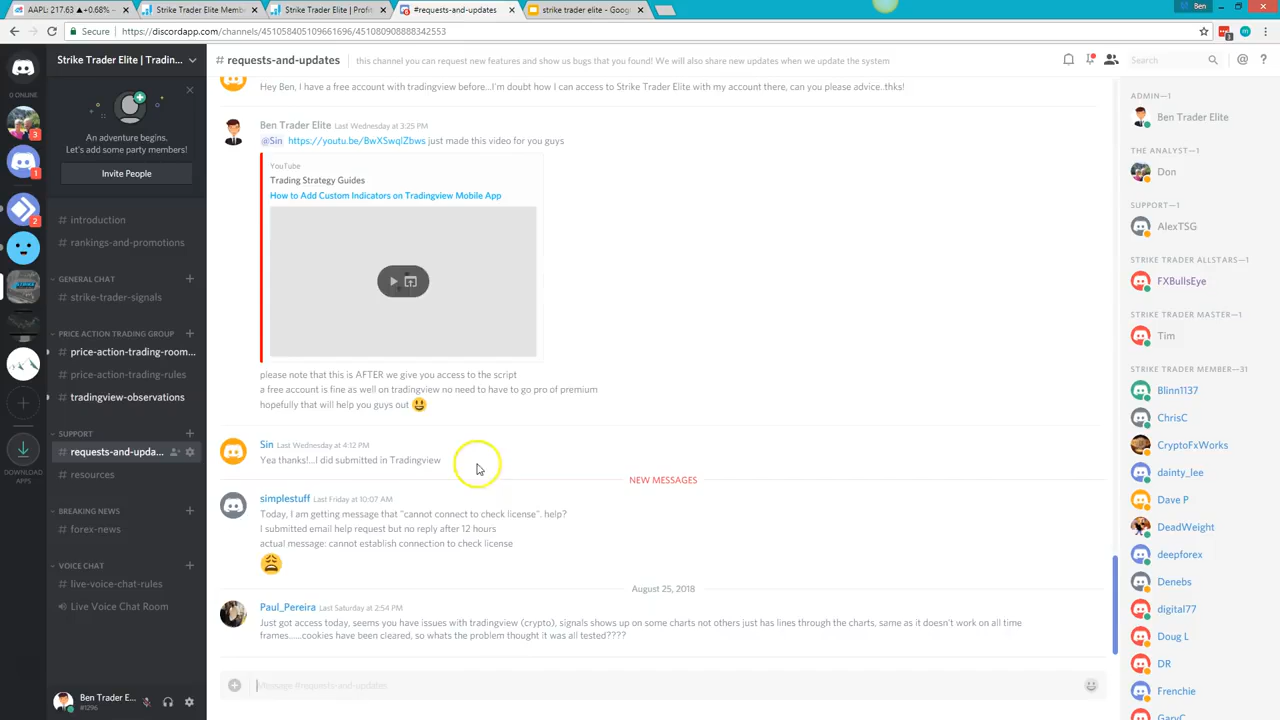 AAPL: 217.63 ▲+0.68%
Strike Trader Elite Mem
Strike Trader Elite | Profit
#requests-and-updates
strike trader elite - Goog
Ben
Secure
https://discordapp.com/channels/451058405109661696/451080908888342553
Strike Trader Elite | Tradin...
# requests-and-updates
this channel you can request new features and show us bugs that you found! We will also share new updates when we update the system
Search
0 ONLINE
3
1
2
DOWNLOAD
APPS
An adventure begins.
Let's add some party members!
Invite People
# introduction
# rankings-and-promotions
GENERAL CHAT
# strike-trader-signals
PRICE ACTION TRADING GROUP
# price-action-trading-room...
# price-action-trading-rules
# tradingview-observations
SUPPORT
# requests-and-upda...
# resources
BREAKING NEWS
# forex-news
VOICE CHAT
# live-voice-chat-rules
Live Voice Chat Room
Ben Trader E...
#1296
Hey Ben, I have a free account with tradingview before...I'm doubt how I can access to Strike Trader Elite with my account there, can you please advice..thks!
Ben Trader Elite Last Wednesday at 3:25 PM
@Sin https://youtu.be/BwXSwqlZbws just made this video for you guys
YouTube
Trading Strategy Guides
How to Add Custom Indicators on Tradingview Mobile App
please note that this is AFTER we give you access to the script
a free account is fine as well on tradingview no need to have to go pro of premium
hopefully that will help you guys out
Sin Last Wednesday at 4:12 PM
Yea thanks!...I did submitted in Tradingview
NEW MESSAGES
simplestuff Last Friday at 10:07 AM
Today, I am getting message that "cannot connect to check license". help?
I submitted email help request but no reply after 12 hours
actual message: cannot establish connection to check license
August 25, 2018
Paul_Pereira Last Saturday at 2:54 PM
Just got access today, seems you have issues with tradingview (crypto), signals shows up on some charts not others just has lines through the charts, same as it doesn't work on all time
frames......cookies have been cleared, so whats the problem thought it was all tested????
Message #requests-and-updates
ADMIN—1
Ben Trader Elite
THE ANALYST—1
Don
SUPPORT—1
AlexTSG
STRIKE TRADER ALLSTARS—1
FXBullsEye
STRIKE TRADER MASTER—1
Tim
STRIKE TRADER MEMBER—31
Blinn1137
ChrisC
CryptoFxWorks
dainty_lee
Dave P
DeadWeight
deepforex
Denebs
digital77
Doug L
DR
Frenchie
GaryC